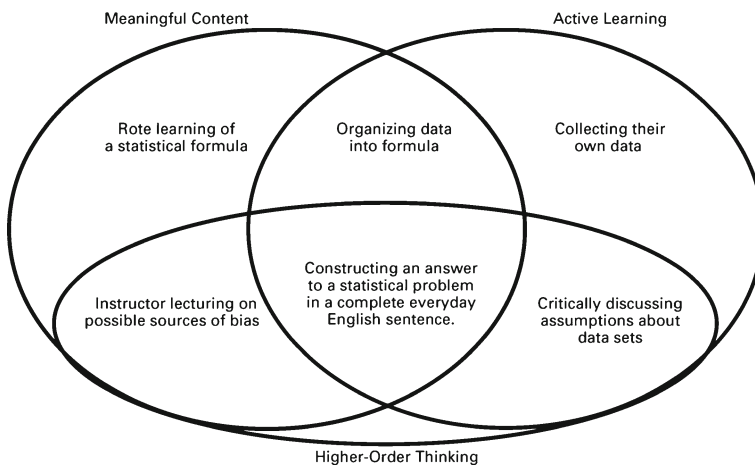 Meaningful Content
Active Learning
Rote learning of
a statistical formula
Organizing data
into formula
Collecting their
own data
Instructor lecturing on
possible sources of bias
Constructing an answer
to a statistical problem
in a complete everyday
English sentence.
Critically discussing
assumptions about
data sets
Higher-Order Thinking